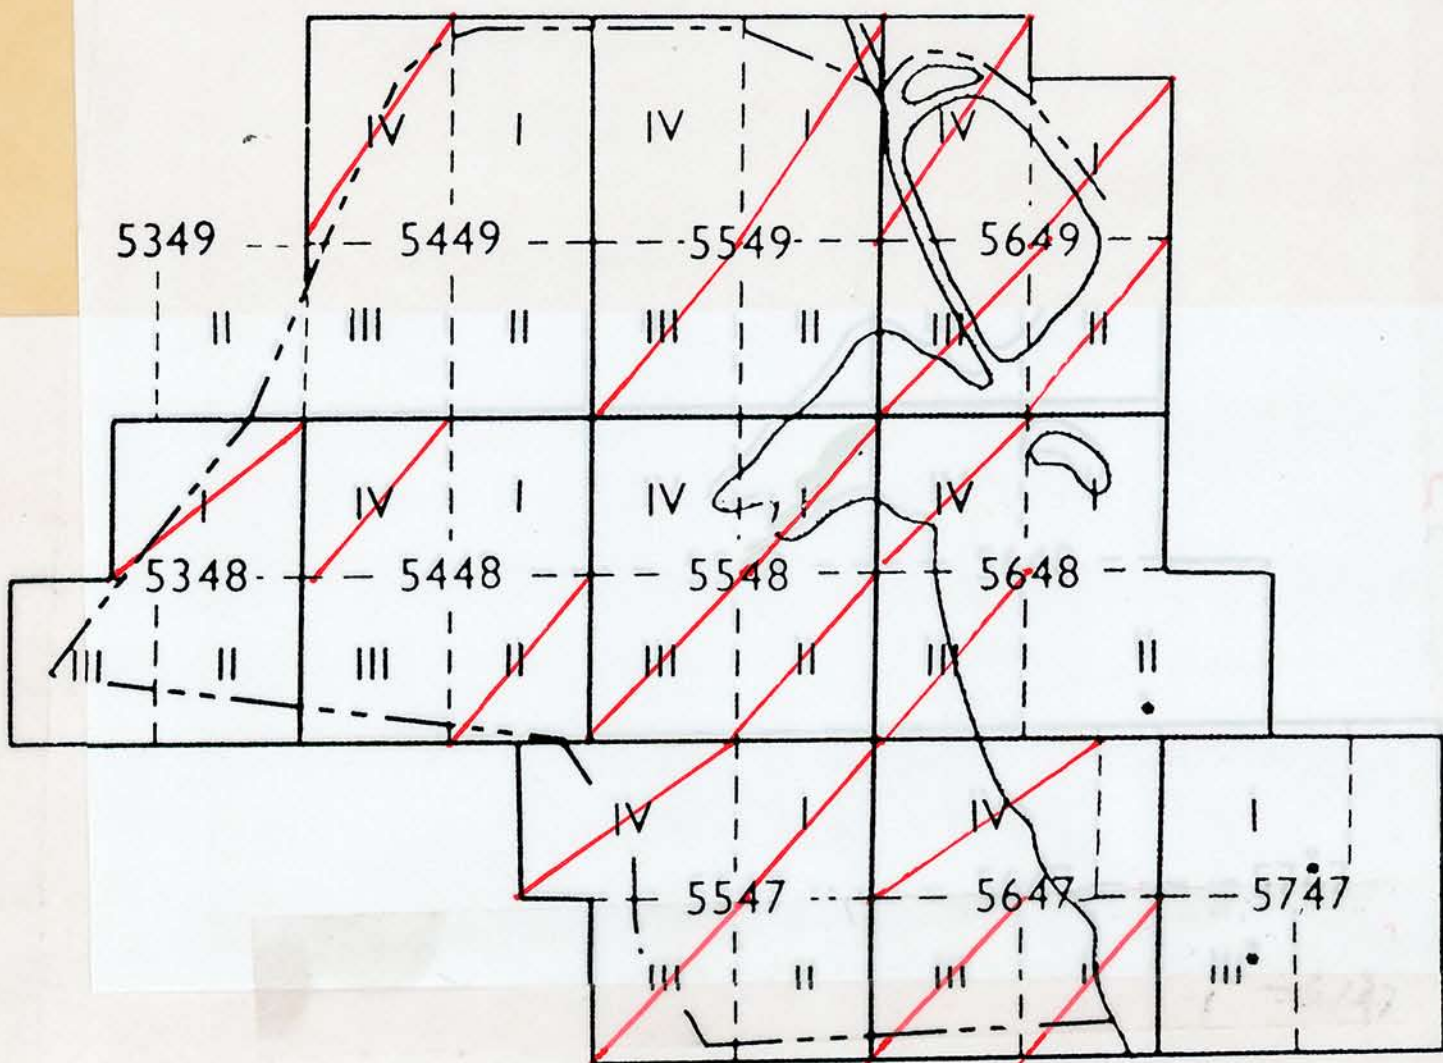 IV I IV I IV I
5349 5449 5549 5649
II III II III II III II
I IV I IV I IV I
5348 5448 5548 5648
III II III II III II III II
IV I IV I
5547 5647 5747
III II III II III